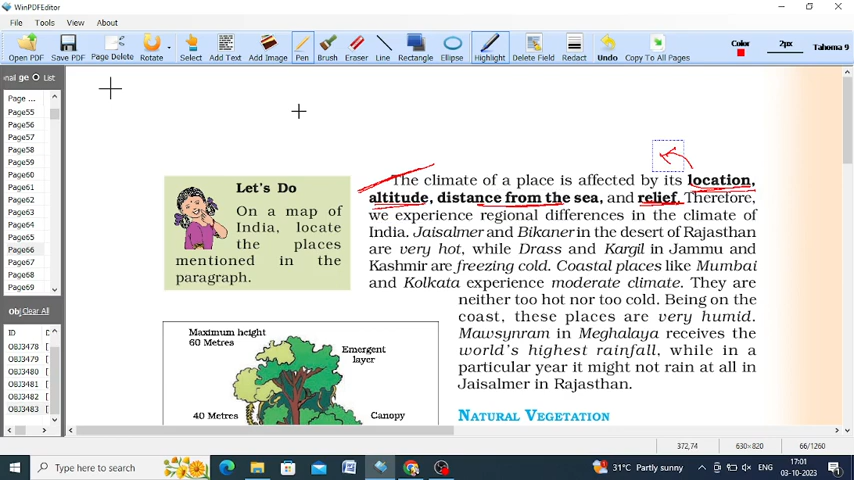 WinPDFEditor
File Tools View About
Open PDF Save PDF Page Delete Rotate Select Add Text Add Image Pen Brush Eraser Line Rectangle Ellipse Highlight Delete Field Redact Undo Copy To All Pages
Color 2px Tahoma 9
nail ge List
Page ...
Page55
Page56
Page57
Page58
Page59
Page60
Page61
Page62
Page63
Page64
Page65
Page66
Page67
Page68
Page69
Obj Clear All
ID D
OBJ3478 [
OBJ3479 [
OBJ3480 [
OBJ3481 [
OBJ3482 [
OBJ3483 [
Let's Do
On a map of
India, locate
the places
mentioned in the
paragraph.
The climate of a place is affected by its location,
altitude, distance from the sea, and relief. Therefore,
we experience regional differences in the climate of
India. Jaisalmer and Bikaner in the desert of Rajasthan
are very hot, while Drass and Kargil in Jammu and
Kashmir are freezing cold. Coastal places like Mumbai
and Kolkata experience moderate climate. They are
neither too hot nor too cold. Being on the
coast, these places are very humid.
Mawsynram in Meghalaya receives the
world's highest rainfall, while in a
particular year it might not rain at all in
Jaisalmer in Rajasthan.
NATURAL VEGETATION
Maximum height
60 Metres
Emergent
layer
40 Metres
Canopy
372,74 630×820 66/1260
Type here to search
31°C Partly sunny
ENG
17:01
03-10-2023